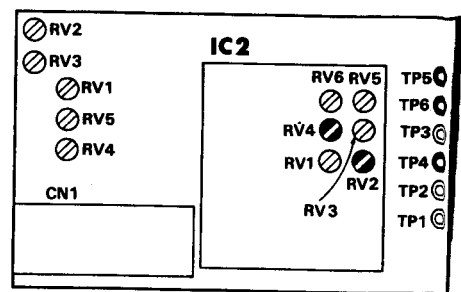 RV2
RV3
RV1
RV5
RV4
CN1
IC2
RV6 RV5
RV4
RV1
RV2
RV3
TP5
TP6
TP3
TP4
TP2
TP1